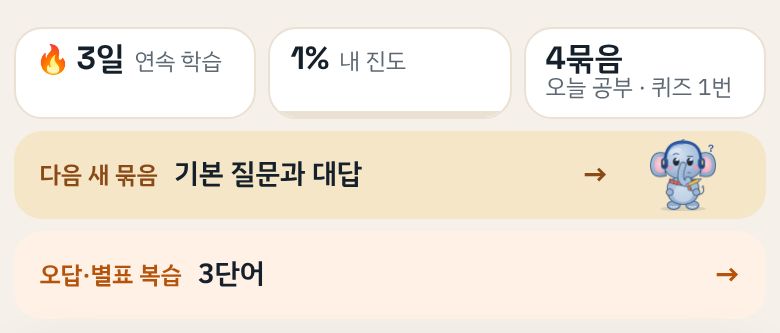 🔥 3일 연속 학습
1% 내 진도
4묶음
오늘 공부 · 퀴즈 1번
다음 새 묶음 기본 질문과 대답 →
?
오답·별표 복습 3단어 →